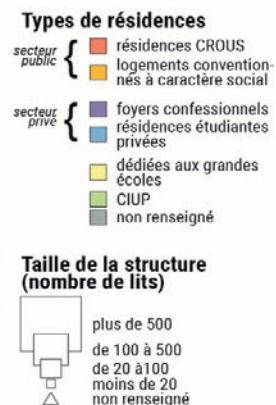 Types de résidences
secteur public
résidences CROUS
logements convention-
nés à caractère social
secteur privé
foyers confessionnels
résidences étudiantes
privées
dédiées aux grandes
écoles
CIUP
non renseigné
Taille de la structure
(nombre de lits)
plus de 500
de 100 à 500
de 20 à100
moins de 20
non renseigné